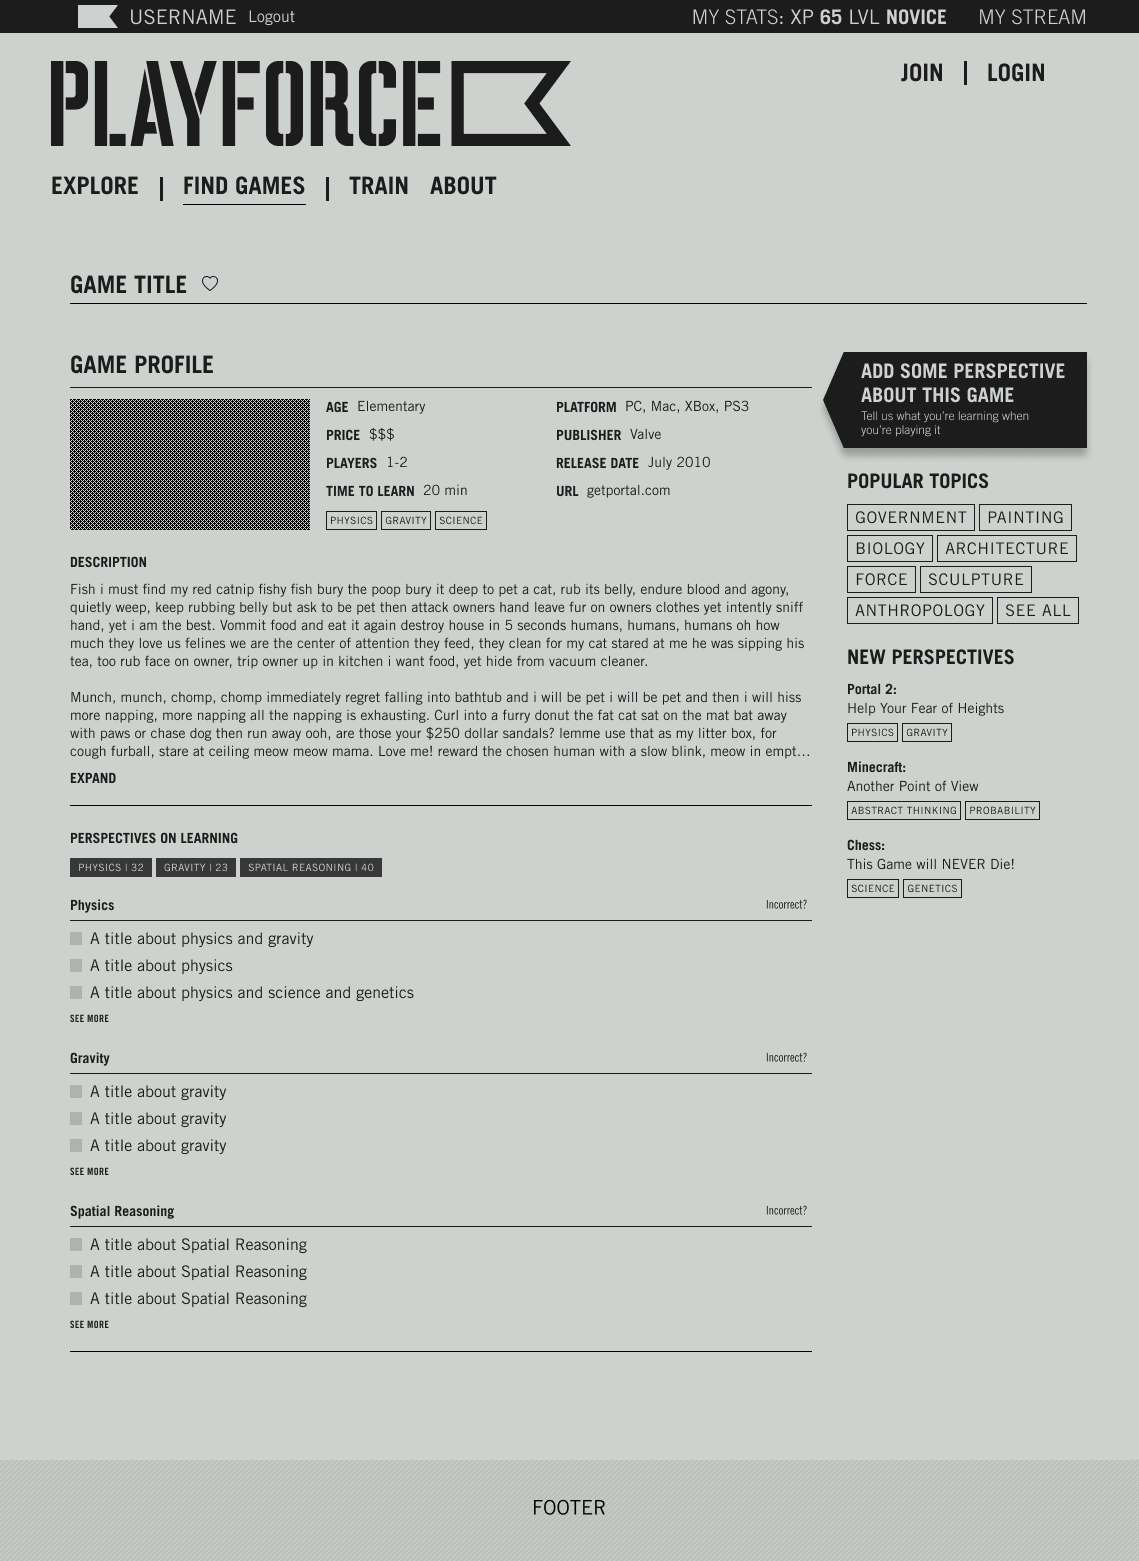 USERNAME Logout
MY STATS: XP 65 LVL NOVICE MY STREAM
PLAYFORCE
JOIN | LOGIN
EXPLORE | FIND GAMES | TRAIN ABOUT
GAME TITLE
GAME PROFILE
AGE Elementary
PRICE $$$
PLAYERS 1-2
TIME TO LEARN 20 min
PHYSICS GRAVITY SCIENCE
PLATFORM PC, Mac, XBox, PS3
PUBLISHER Valve
RELEASE DATE July 2010
URL getportal.com
DESCRIPTION
Fish i must find my red catnip fishy fish bury the poop bury it deep to pet a cat, rub its belly, endure blood and agony,
quietly weep, keep rubbing belly but ask to be pet then attack owners hand leave fur on owners clothes yet intently sniff
hand, yet i am the best. Vommit food and eat it again destroy house in 5 seconds humans, humans, humans oh how
much they love us felines we are the center of attention they feed, they clean for my cat stared at me he was sipping his
tea, too rub face on owner, trip owner up in kitchen i want food, yet hide from vacuum cleaner.
Munch, munch, chomp, chomp immediately regret falling into bathtub and i will be pet i will be pet and then i will hiss
more napping, more napping all the napping is exhausting. Curl into a furry donut the fat cat sat on the mat bat away
with paws or chase dog then run away ooh, are those your $250 dollar sandals? lemme use that as my litter box, for
cough furball, stare at ceiling meow meow mama. Love me! reward the chosen human with a slow blink, meow in empt...
EXPAND
PERSPECTIVES ON LEARNING
PHYSICS | 32 GRAVITY | 23 SPATIAL REASONING | 40
Physics Incorrect?
A title about physics and gravity
A title about physics
A title about physics and science and genetics
SEE MORE
Gravity Incorrect?
A title about gravity
A title about gravity
A title about gravity
SEE MORE
Spatial Reasoning Incorrect?
A title about Spatial Reasoning
A title about Spatial Reasoning
A title about Spatial Reasoning
SEE MORE
ADD SOME PERSPECTIVE
ABOUT THIS GAME
Tell us what you're learning when
you're playing it
POPULAR TOPICS
GOVERNMENT PAINTING
BIOLOGY ARCHITECTURE
FORCE SCULPTURE
ANTHROPOLOGY SEE ALL
NEW PERSPECTIVES
Portal 2:
Help Your Fear of Heights
PHYSICS GRAVITY
Minecraft:
Another Point of View
ABSTRACT THINKING PROBABILITY
Chess:
This Game will NEVER Die!
SCIENCE GENETICS
FOOTER